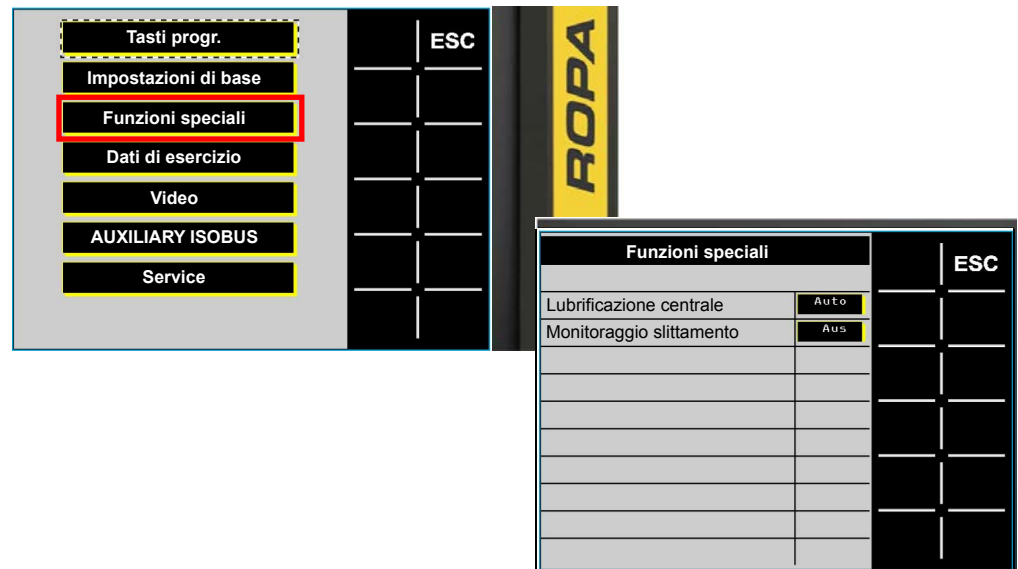 Tasti progr.
ESC
Impostazioni di base
Funzioni speciali
Dati di esercizio
Video
AUXILIARY ISOBUS
Service
ROPA
Funzioni speciali
ESC
Lubrificazione centrale
Auto
Monitoraggio slittamento
Aus